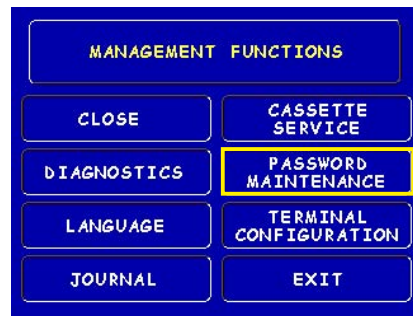 MANAGEMENT FUNCTIONS
CLOSE
CASSETTE
SERVICE
DIAGNOSTICS
PASSWORD
MAINTENANCE
LANGUAGE
TERMINAL
CONFIGURATION
JOURNAL
EXIT